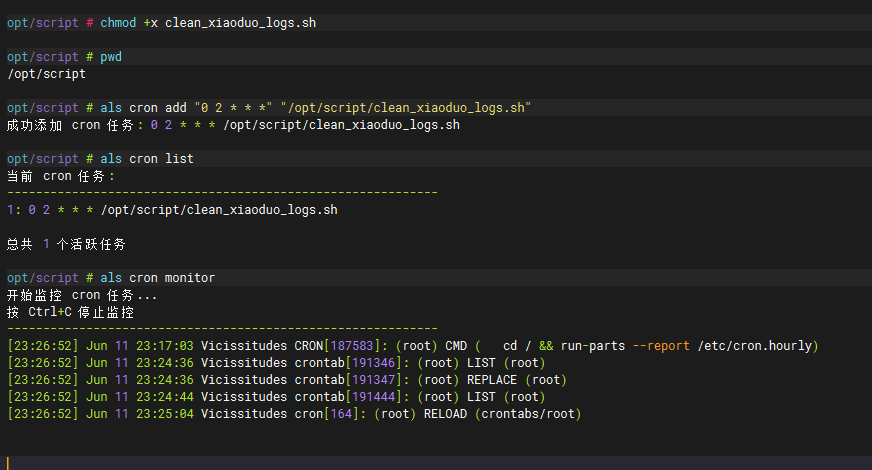 opt/script # chmod +x clean_xiaoduo_logs.sh
opt/script # pwd
/opt/script
opt/script # als cron add "0 2 * * *" "/opt/script/clean_xiaoduo_logs.sh"
成功添加 cron 任务: 0 2 * * * /opt/script/clean_xiaoduo_logs.sh
opt/script # als cron list
当前 cron 任务:
------------------------------------------------------------
1: 0 2 * * * /opt/script/clean_xiaoduo_logs.sh
总共 1 个活跃任务
opt/script # als cron monitor
开始监控 cron 任务...
按 Ctrl+C 停止监控
------------------------------------------------------------
[23:26:52] Jun 11 23:17:03 Vicissitudes CRON[187583]: (root) CMD (   cd / && run-parts --report /etc/cron.hourly)
[23:26:52] Jun 11 23:24:36 Vicissitudes crontab[191346]: (root) LIST (root)
[23:26:52] Jun 11 23:24:36 Vicissitudes crontab[191347]: (root) REPLACE (root)
[23:26:52] Jun 11 23:24:44 Vicissitudes crontab[191444]: (root) LIST (root)
[23:26:52] Jun 11 23:25:04 Vicissitudes cron[164]: (root) RELOAD (crontabs/root)